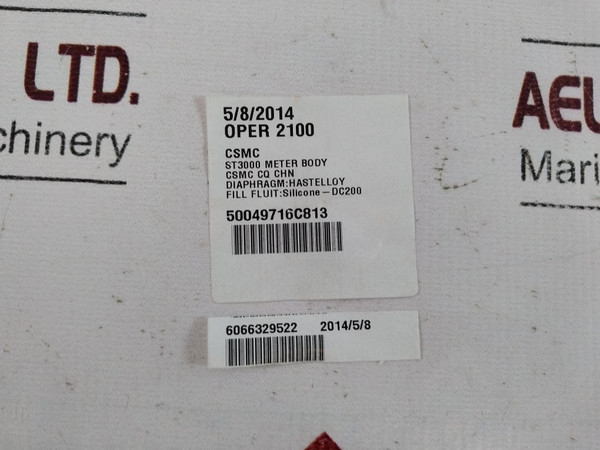 LTD.
chinery
AEU
Mari
5/8/2014
OPER 2100
CSMC
ST3000 METER BODY
CSMC CQ CHN
DIAPHRAGM:HASTELLOY
FILL FLUIT:Silicone-DC200
50049716C813
6066329522 2014/5/8